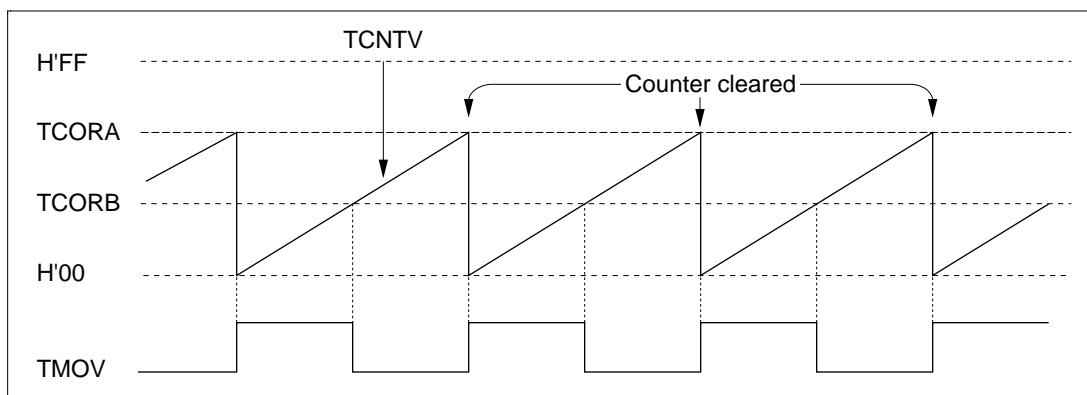 TCNTV
H'FF
Counter cleared
TCORA
TCORB
H'00
TMOV